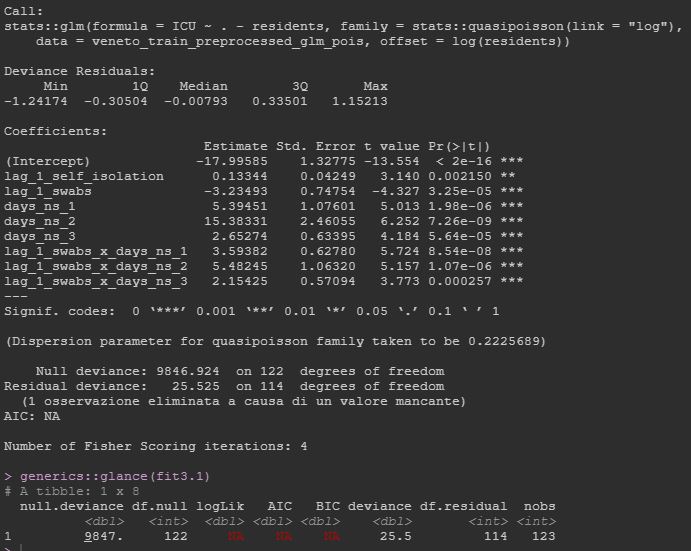 Call:
stats::glm(formula = ICU ~ . - residents, family = stats::quasipoisson(link = "log"),
    data = veneto_train_preprocessed_glm_pois, offset = log(residents))

Deviance Residuals:
     Min        1Q    Median        3Q       Max
-1.24174  -0.30504  -0.00793   0.33501   1.15213

Coefficients:
                          Estimate Std. Error t value Pr(>|t|)
(Intercept)              -17.99585    1.32775 -13.554  < 2e-16 ***
lag_1_self_isolation       0.13344    0.04249   3.140 0.002150 **
lag_1_swabs               -3.23493    0.74754  -4.327 3.25e-05 ***
days_ns_1                  5.39451    1.07601   5.013 1.98e-06 ***
days_ns_2                 15.38331    2.46055   6.252 7.26e-09 ***
days_ns_3                  2.65274    0.63395   4.184 5.64e-05 ***
lag_1_swabs_x_days_ns_1    3.59382    0.62780   5.724 8.54e-08 ***
lag_1_swabs_x_days_ns_2    5.48245    1.06320   5.157 1.07e-06 ***
lag_1_swabs_x_days_ns_3    2.15425    0.57094   3.773 0.000257 ***
---
Signif. codes:  0 ‘***’ 0.001 ‘**’ 0.01 ‘*’ 0.05 ‘.’ 0.1 ‘ ’ 1

(Dispersion parameter for quasipoisson family taken to be 0.2225689)

    Null deviance: 9846.924  on 122  degrees of freedom
Residual deviance:   25.525  on 114  degrees of freedom
  (1 osservazione eliminata a causa di un valore mancante)
AIC: NA

Number of Fisher Scoring iterations: 4

> generics::glance(fit3.1)
# A tibble: 1 x 8
  null.deviance df.null logLik   AIC   BIC deviance df.residual  nobs
          <dbl>   <int>  <dbl> <dbl> <dbl>    <dbl>       <int> <int>
1         9847.     122     NA    NA    NA     25.5         114   123
>